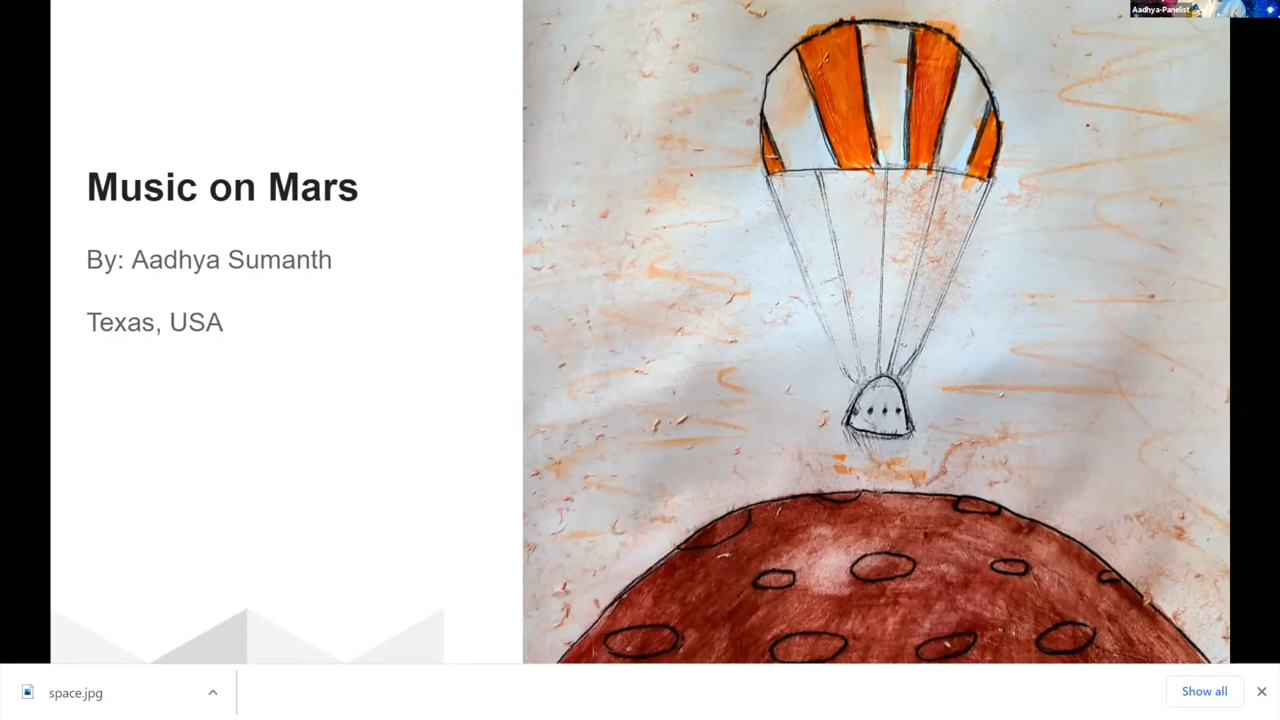 Aadhya-Panelist
Music on Mars
By: Aadhya Sumanth
Texas, USA
space.jpg
Show all